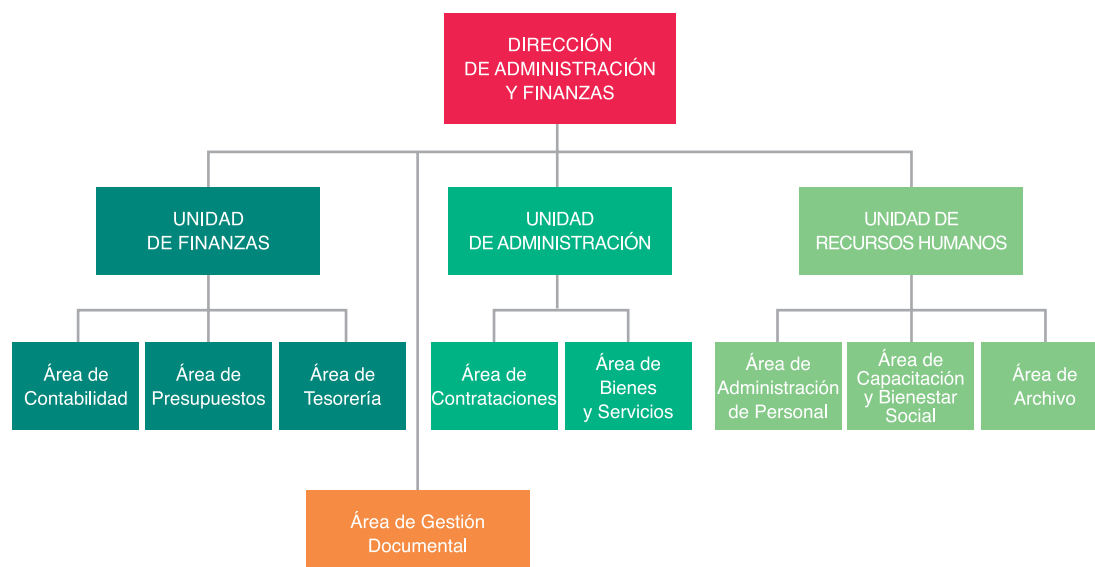 DIRECCIÓN
DE ADMINISTRACIÓN
Y FINANZAS
UNIDAD
DE FINANZAS
UNIDAD
DE ADMINISTRACIÓN
UNIDAD DE
RECURSOS HUMANOS
Área de
Contabilidad
Área de
Presupuestos
Área de
Tesorería
Área de
Contrataciones
Área de
Bienes
y Servicios
Área de
Administración
de Personal
Área de
Capacitación
y Bienestar
Social
Área de
Archivo
Área de Gestión
Documental